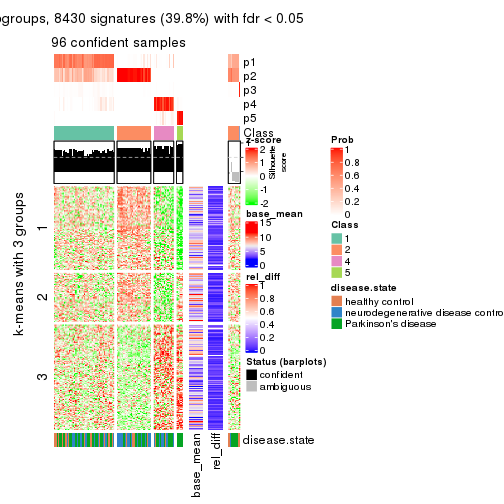 groups, 8430 signatures (39.8%) with fdr < 0.05
96 confident samples
p1
p2
p3
p4
p5
Class
Silhouette score
k-means with 3 groups
1
2
3
base_mean
rel_diff
disease.state
z-score
2
1
0
-1
-2
base_mean
15
10
5
0
rel_diff
1
0.8
0.6
0.4
0.2
0
Status (barplots)
confident
ambiguous
Prob
1
0.8
0.6
0.4
0.2
0
Class
1
2
4
5
disease.state
healthy control
neurodegenerative disease contro
Parkinson's disease